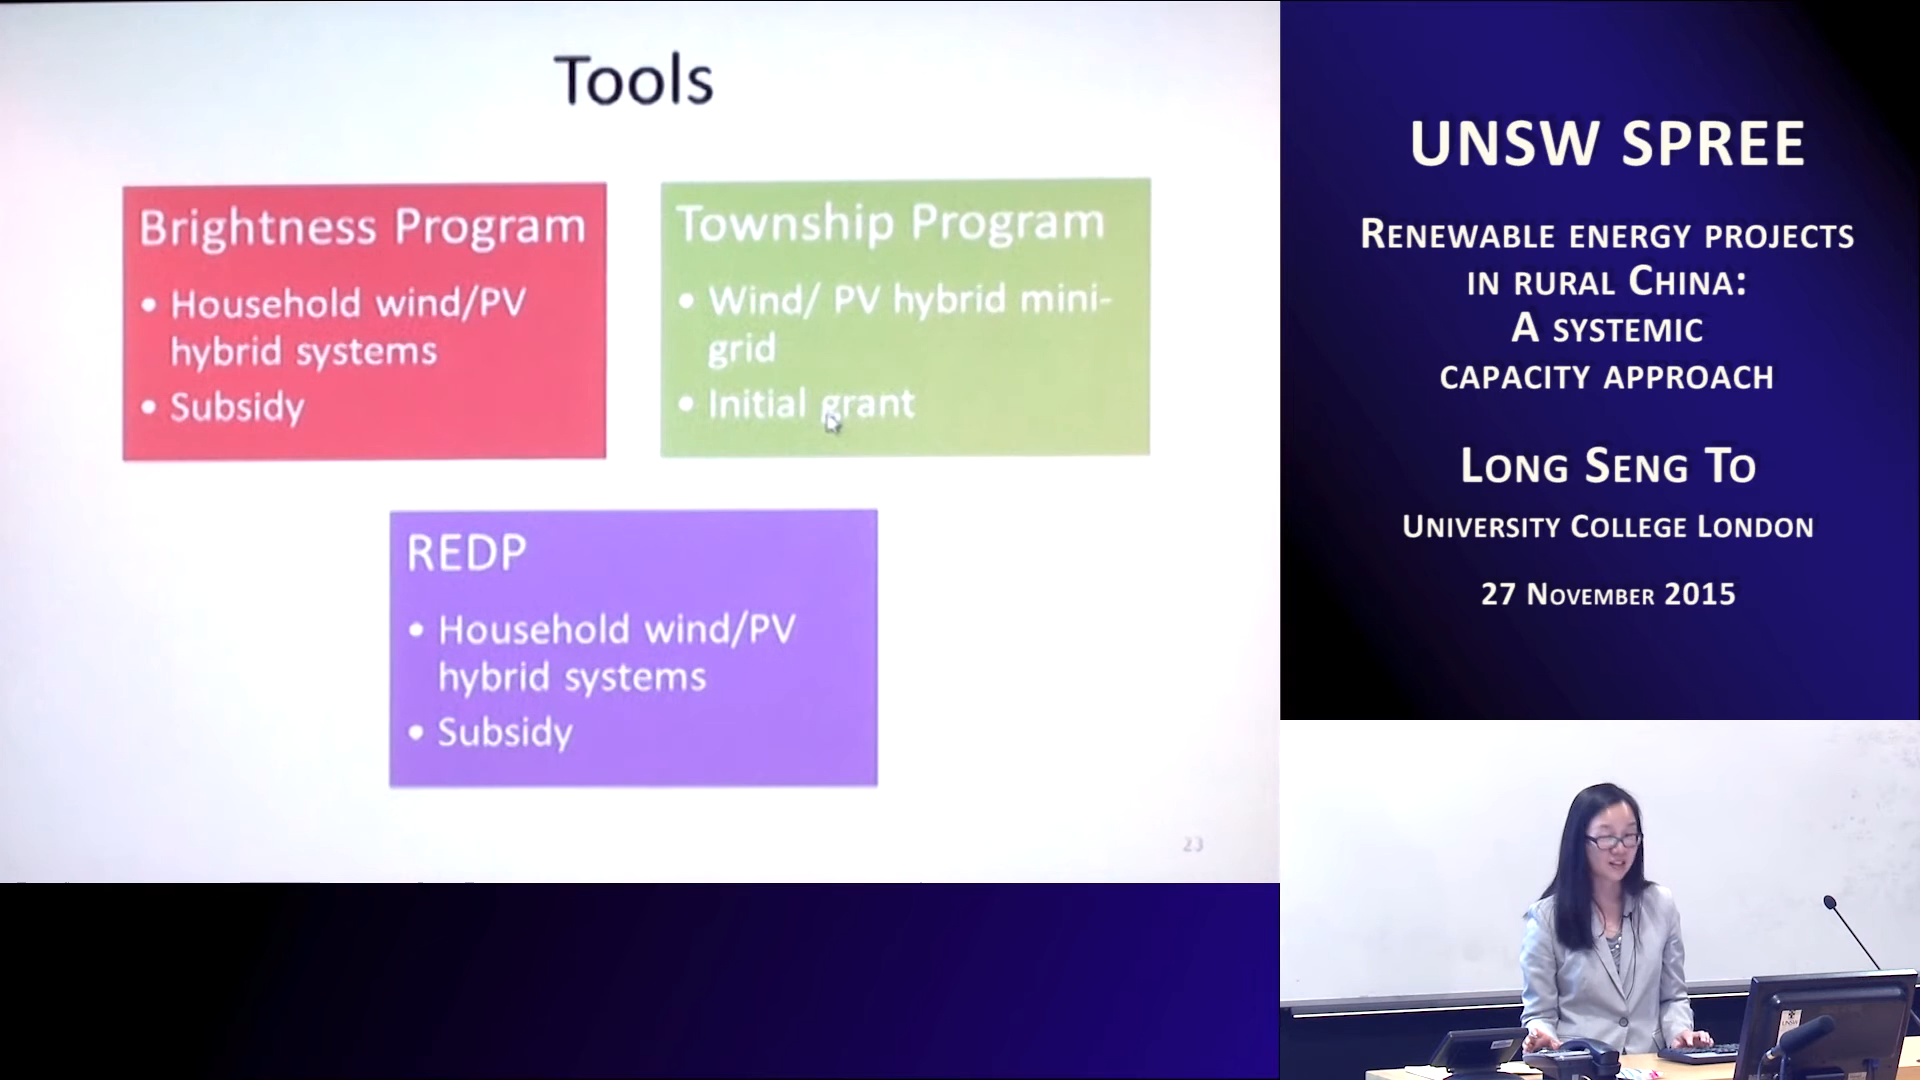 Tools
Brightness Program
• Household wind/PV
hybrid systems
• Subsidy
Township Program
• Wind/ PV hybrid mini-
grid
• Initial grant
REDP
• Household wind/PV
hybrid systems
• Subsidy
23
UNSW SPREE
RENEWABLE ENERGY PROJECTS
IN RURAL CHINA:
A SYSTEMIC
CAPACITY APPROACH
LONG SENG TO
UNIVERSITY COLLEGE LONDON
27 NOVEMBER 2015
UNSW